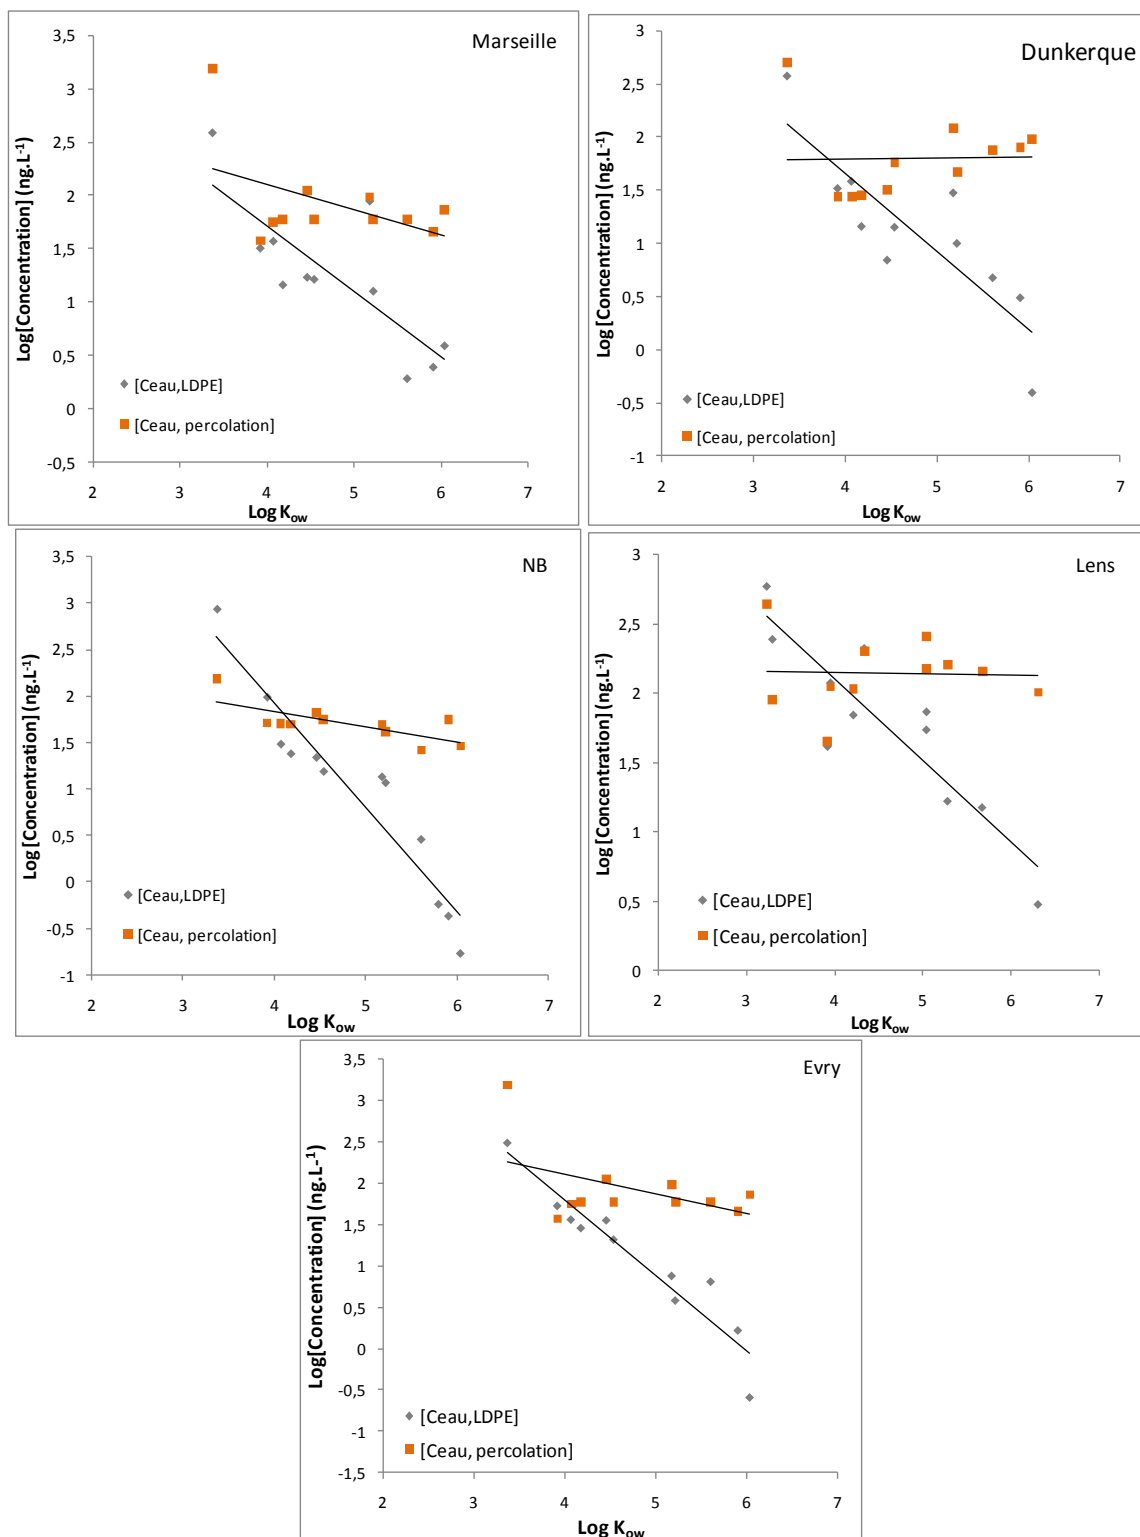 Marseille
3,5
3
2,5
2
1,5
1
0,5
0
-0,5
2 3 4 5 6 7
Log[Concentration] (ng.L-1)
Log Kow
[Ceau,LDPE]
[Ceau, percolation]
Dunkerque
3
2,5
2
1,5
1
0,5
0
-0,5
-1
2 3 4 5 6 7
Log[Concentration] (ng.L-1)
Log Kow
[Ceau,LDPE]
[Ceau, percolation]
NB
3,5
3
2,5
2
1,5
1
0,5
0
-0,5
-1
2 3 4 5 6 7
Log [Concentration] (ng.L-1)
Log Kow
[Ceau,LDPE]
[Ceau, percolation]
Lens
3
2,5
2
1,5
1
0,5
0
2 3 4 5 6 7
Log [Concentration] (ng.L-1)
Log Kow
[Ceau,LDPE]
[Ceau, percolation]
Evry
3,5
3
2,5
2
1,5
1
0,5
0
-0,5
-1
-1,5
2 3 4 5 6 7
Log[Concentration] (ng.L-1)
Log Kow
[Ceau,LDPE]
[Ceau, percolation]